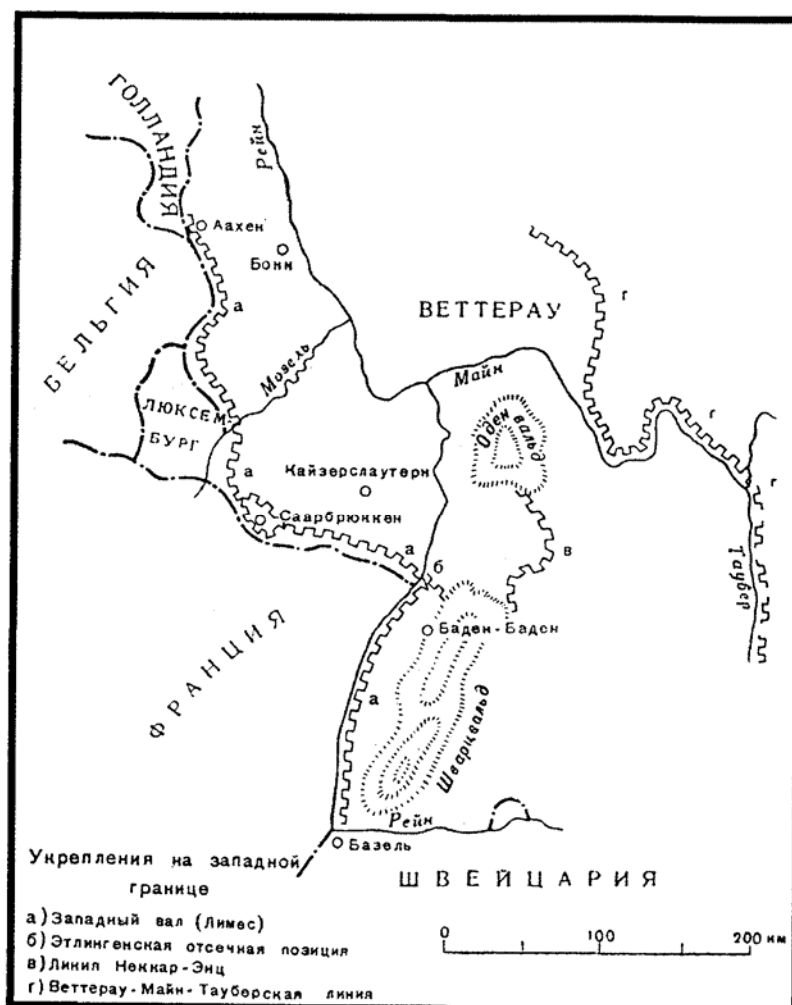 ГОЛЛАНДИЯ
Рейн
Аахен
Бонн
БЕЛЬГИЯ
а
ВЕТТЕРАУ
г
Мозель
Майн
ЛЮКСЕМ-
БУРГ
Оден вальд
г
а
Кайзерслаутерн
г
Саарбрюккен
а
б
в
Таубер
Баден-Баден
ФРАНЦИЯ
а
Шварцвальд
Рейн
Базель
ШВЕЙЦАРИЯ
Укрепления на западной
границе
а) Западный вал (Лимес)
б) Этлингенская отсечная позиция
в) Линия Неккар-Энц
г) Веттерау-Майн-Тауберская линия
0 100 200 км